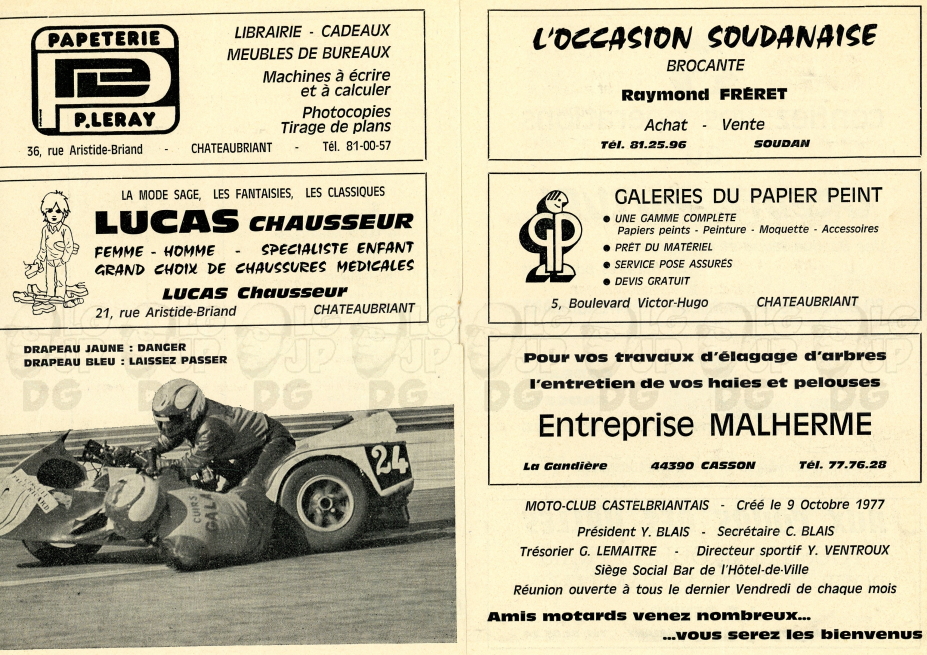 PAPETERIE
P.LERAY
LIBRAIRIE - CADEAUX
MEUBLES DE BUREAUX
Machines à écrire
et à calculer
Photocopies
Tirage de plans
36, rue Aristide-Briand - CHATEAUBRIANT - Tél. 81-00-57
LA MODE SAGE, LES FANTAISIES, LES CLASSIQUES
LUCAS CHAUSSEUR
FEMME - HOMME - SPECIALISTE ENFANT
GRAND CHOIX DE CHAUSSURES MEDICALES
LUCAS Chausseur
21, rue Aristide-Briand CHATEAUBRIANT
DRAPEAU JAUNE : DANGER
DRAPEAU BLEU : LAISSEZ PASSER
24
CUIRS
GALA
L'OCCASION SOUDANAISE
BROCANTE
Raymond FRÉRET
Achat - Vente
Tél. 81.25.96 SOUDAN
GALERIES DU PAPIER PEINT
● UNE GAMME COMPLÈTE
Papiers peints - Peinture - Moquette - Accessoires
● PRÊT DU MATÉRIEL
● SERVICE POSE ASSURÉS
● DEVIS GRATUIT
5, Boulevard Victor-Hugo CHATEAUBRIANT
Pour vos travaux d'élagage d'arbres
l'entretien de vos haies et pelouses
Entreprise MALHERME
La Gandière 44390 CASSON Tél. 77.76.28
MOTO-CLUB CASTELBRIANTAIS - Créé le 9 Octobre 1977
Président Y. BLAIS - Secrétaire C. BLAIS
Trésorier G. LEMAITRE - Directeur sportif Y. VENTROUX
Siège Social Bar de l'Hôtel-de-Ville
Réunion ouverte à tous le dernier Vendredi de chaque mois
Amis motards venez nombreux...
...vous serez les bienvenus
LG
JP
DG